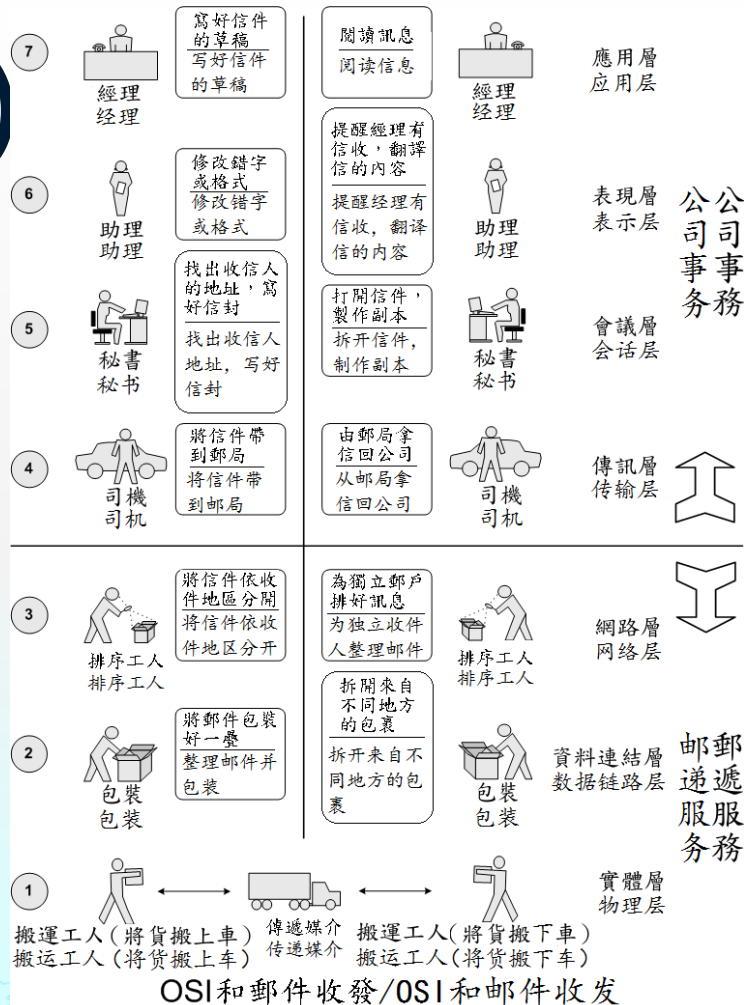 7
經理
经理
寫好信件
的草稿
写好信件
的草稿
閱讀訊息
阅读信息
經理
经理
應用層
应用层
6
助理
助理
修改錯字
或格式
修改错字
或格式
提醒經理有
信收，翻譯
信的內容
提醒经理有
信收, 翻译
信的内容
助理
助理
表現層
表示层
5
秘書
秘书
找出收信人
的地址，寫
好信封
找出收信人
地址, 写好
信封
打開信件，
製作副本
拆开信件,
制作副本
秘書
秘书
會議層
会话层
公司事务
公司事務
4
司機
司机
將信件帶
到郵局
将信件带
到邮局
由郵局拿
信回公司
从邮局拿
信回公司
司機
司机
傳訊層
传输层
3
排序工人
排序工人
將信件依收
件地區分開
将信件依收
件地区分开
為獨立郵戶
排好訊息
为独立收件
人整理邮件
排序工人
排序工人
網路層
网络层
2
包裝
包装
將郵件包裝
好一疊
整理邮件并
包装
拆開來自
不同地方
的包裹
拆开来自不
同地方的包
裹
包裝
包装
資料連結層
数据链路层
邮递服务
郵遞服務
1
搬運工人(將貨搬上車)
搬运工人(将货搬上车)
傳遞媒介
传递媒介
搬運工人(將貨搬下車)
搬运工人(将货搬下车)
實體層
物理层
OSI和郵件收發/OSI和邮件收发